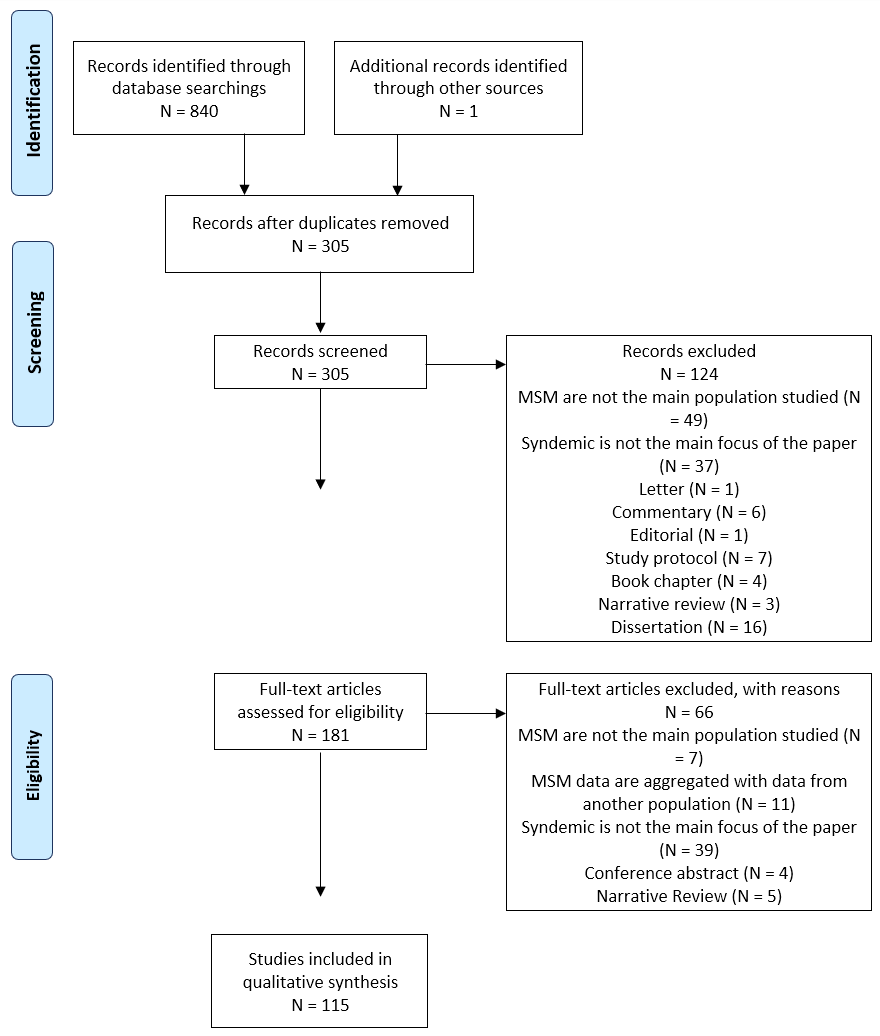 Identification
Records identified through
database searchings
N = 840
Additional records identified
through other sources
N = 1
Records after duplicates removed
N = 305
Screening
Records screened
N = 305
Records excluded
N = 124
MSM are not the main population studied (N
= 49)
Syndemic is not the main focus of the paper
(N = 37)
Letter (N = 1)
Commentary (N = 6)
Editorial (N = 1)
Study protocol (N = 7)
Book chapter (N = 4)
Narrative review (N = 3)
Dissertation (N = 16)
Eligibility
Full-text articles
assessed for eligibility
N = 181
Full-text articles excluded, with reasons
N = 66
MSM are not the main population studied (N
= 7)
MSM data are aggregated with data from
another population (N = 11)
Syndemic is not the main focus of the paper
(N = 39)
Conference abstract (N = 4)
Narrative Review (N = 5)
Studies included in
qualitative synthesis
N = 115